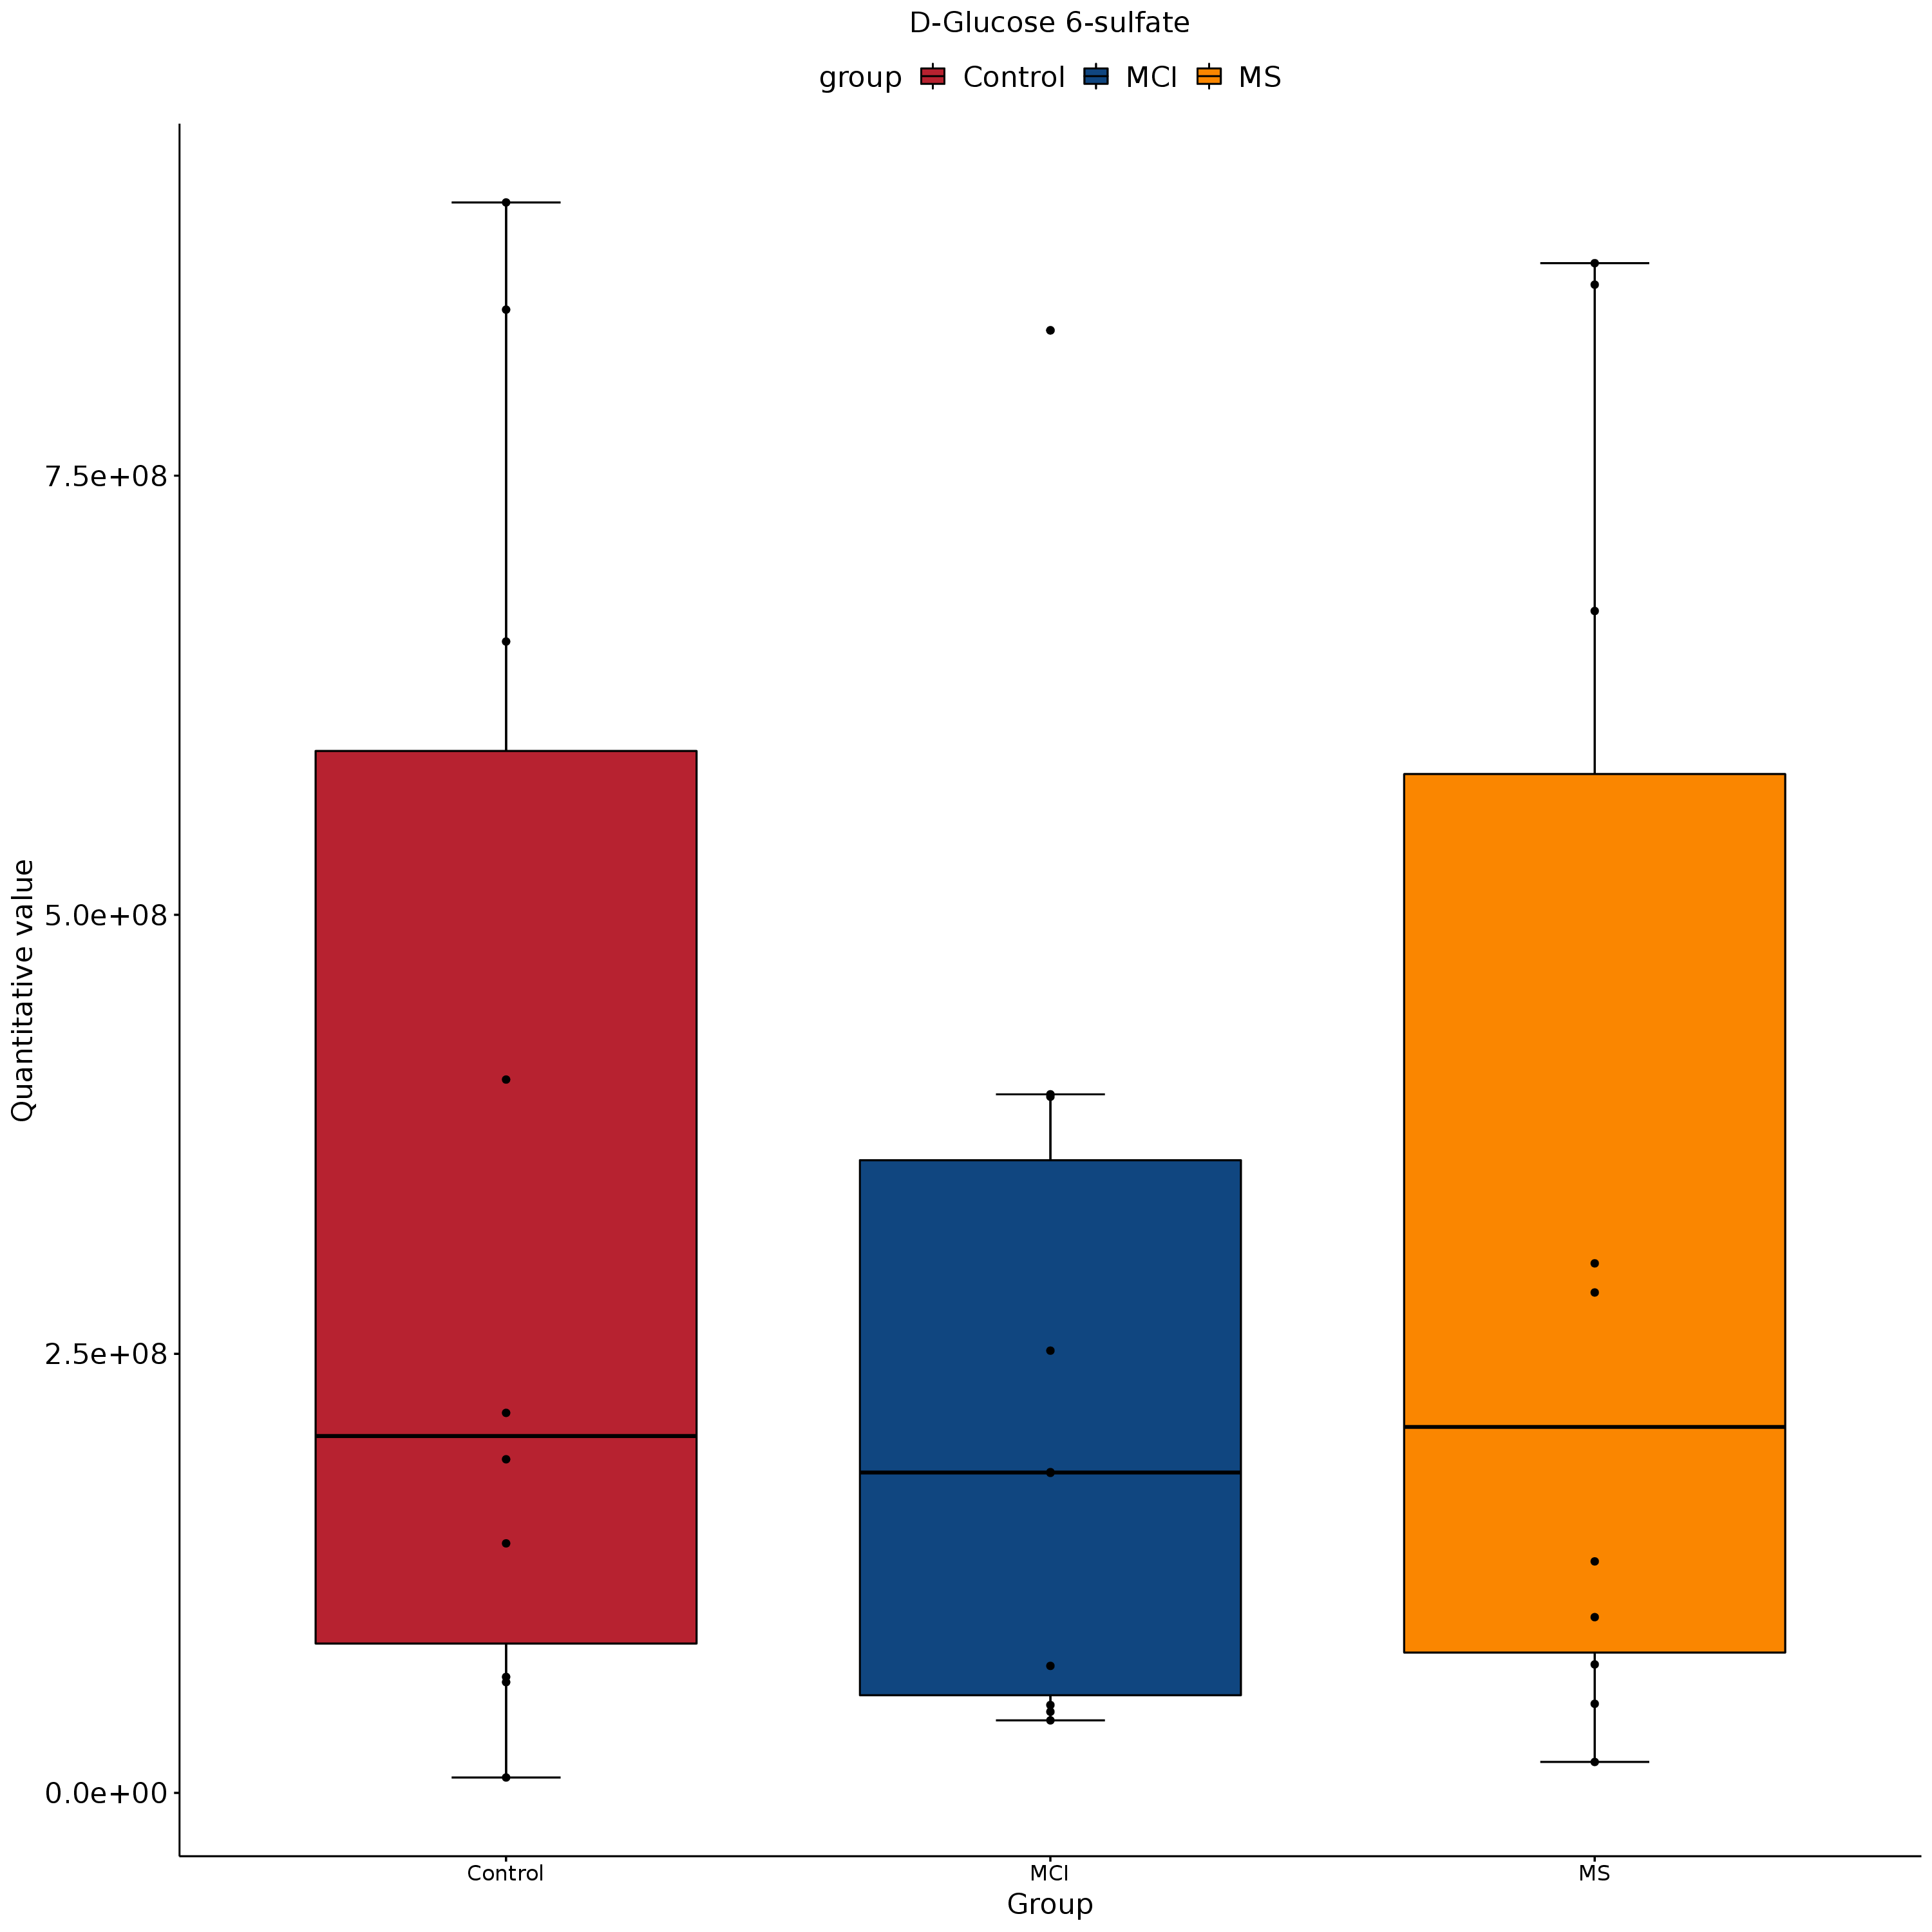 D-Glucose 6-sulfate
group Control MCI MS
Quantitative value
7.5e+08
5.0e+08
2.5e+08
0.0e+00
Control MCI MS
Group